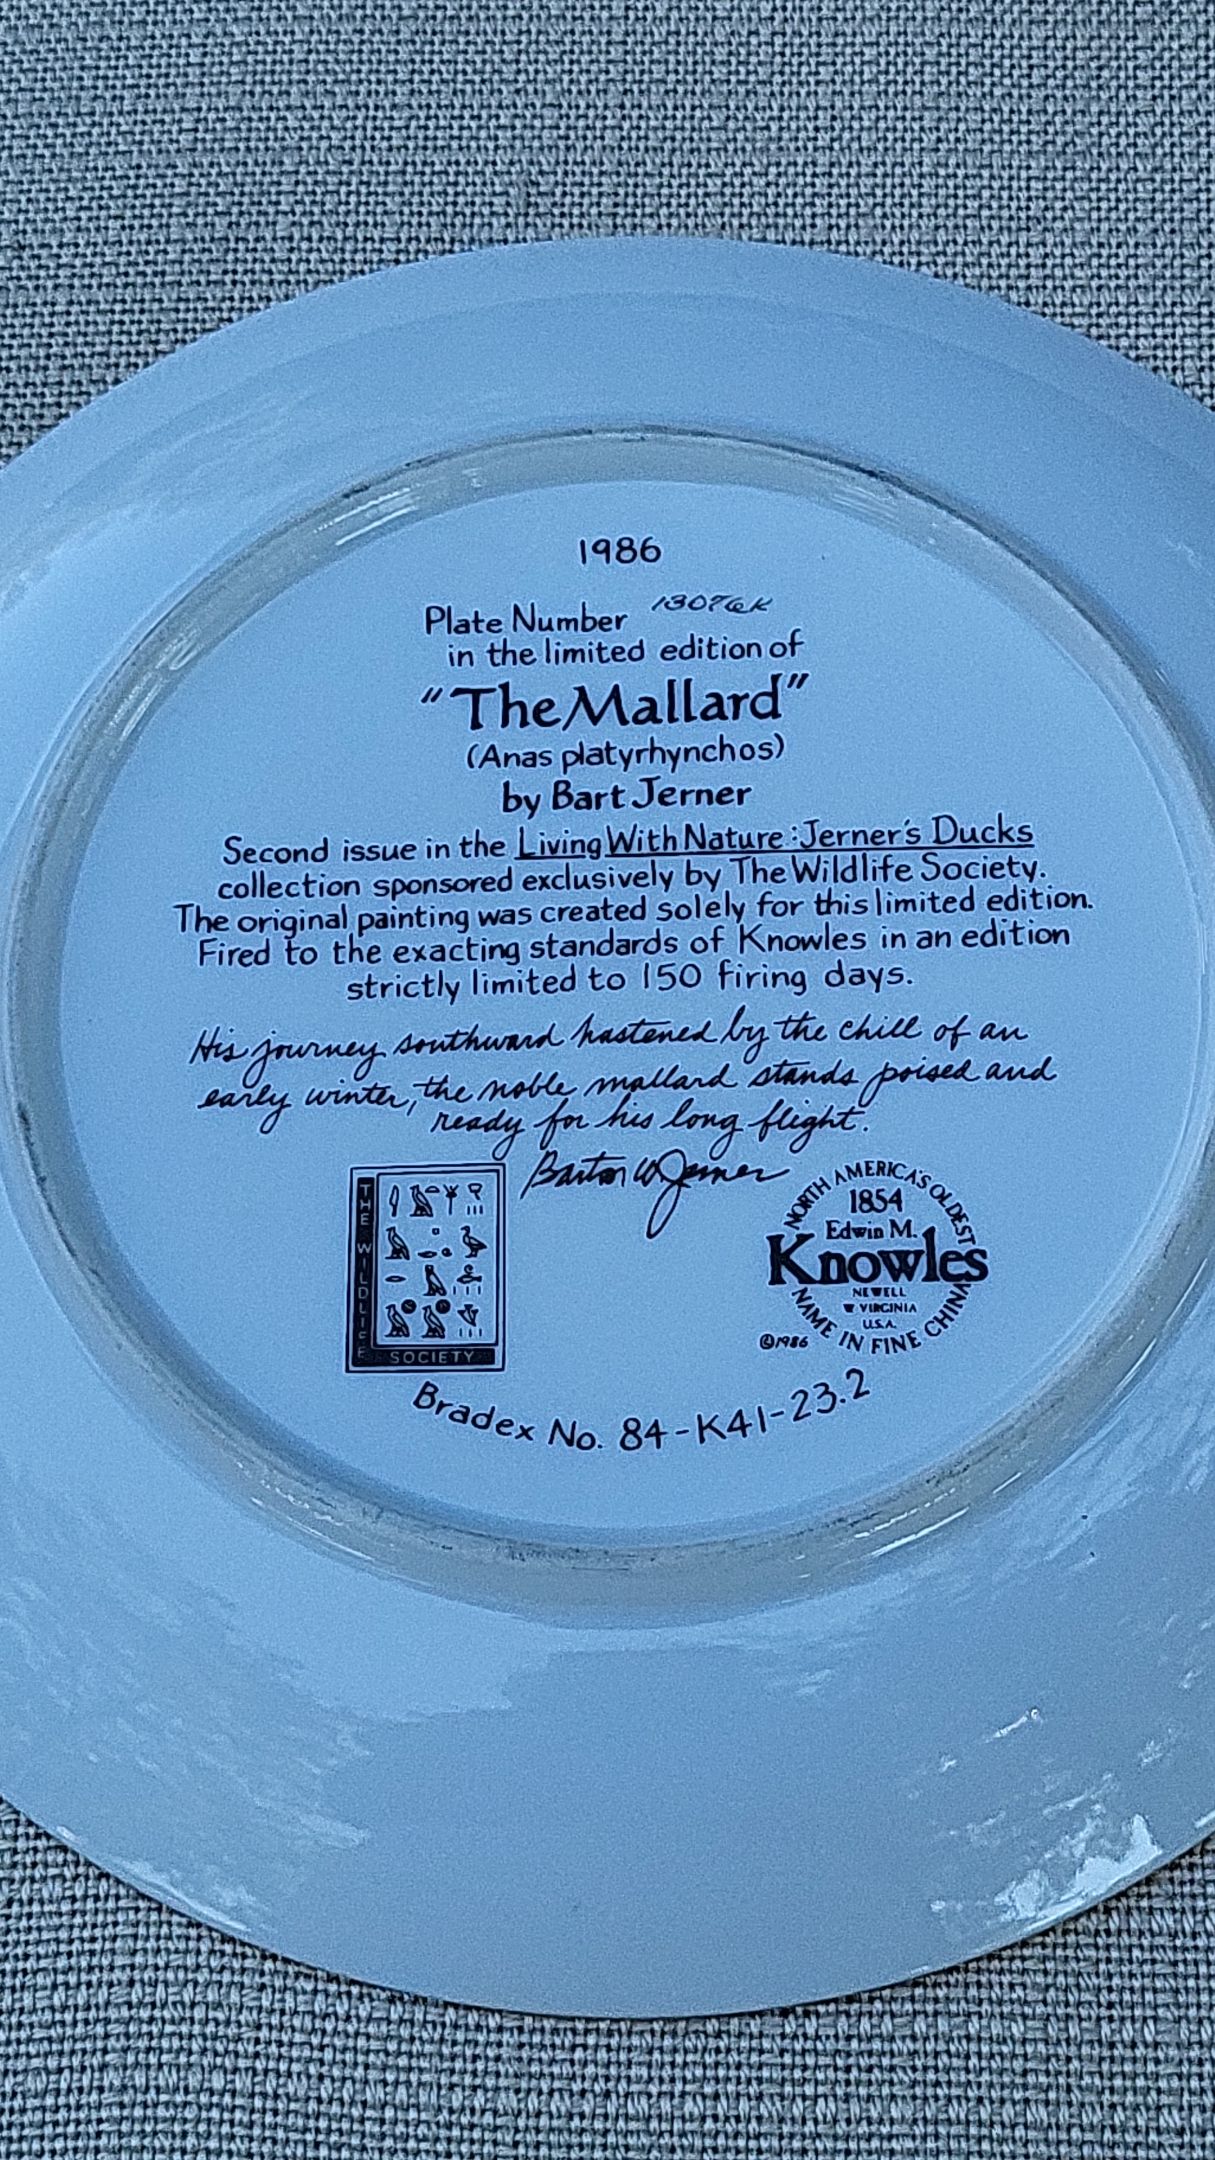 1986
Plate Number 13076K
in the limited edition of
"The Mallard"
(Anas platyrhynchos)
by Bart Jerner
Second issue in the Living With Nature: Jerner's Ducks
collection sponsored exclusively by The Wildlife Society.
The original painting was created solely for this limited edition.
Fired to the exacting standards of Knowles in an edition
strictly limited to 150 firing days.
His journey southward hastened by the chill of an
early winter, the noble mallard stands poised and
ready for his long flight.
Barton W Jerner
THE WILDLIFE
SOCIETY
NORTH AMERICA'S OLDEST
1854
Edwin M.
Knowles
NEWELL
W VIRGINIA
U.S.A.
NAME IN FINE CHINA
©1986
Bradex No. 84-K41-23.2